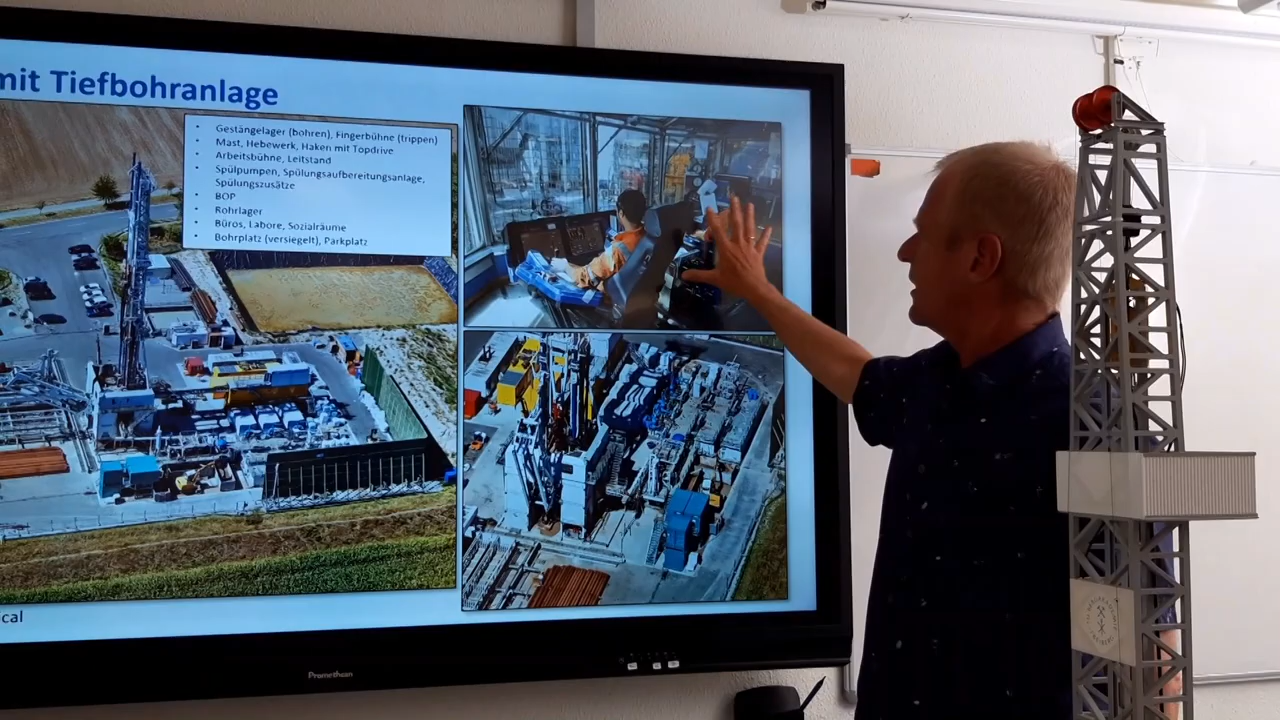 mit Tiefbohranlage
• Gestängelager (bohren), Fingerbühne (trippen)
• Mast, Hebewerk, Haken mit Topdrive
• Arbeitsbühne, Leitstand
• Spülpumpen, Spülungsaufbereitungsanlage,
Spülungszusätze
• BOP
• Rohrlager
• Büros, Labore, Sozialräume
• Bohrplatz (versiegelt), Parkplatz
cal
Promethean